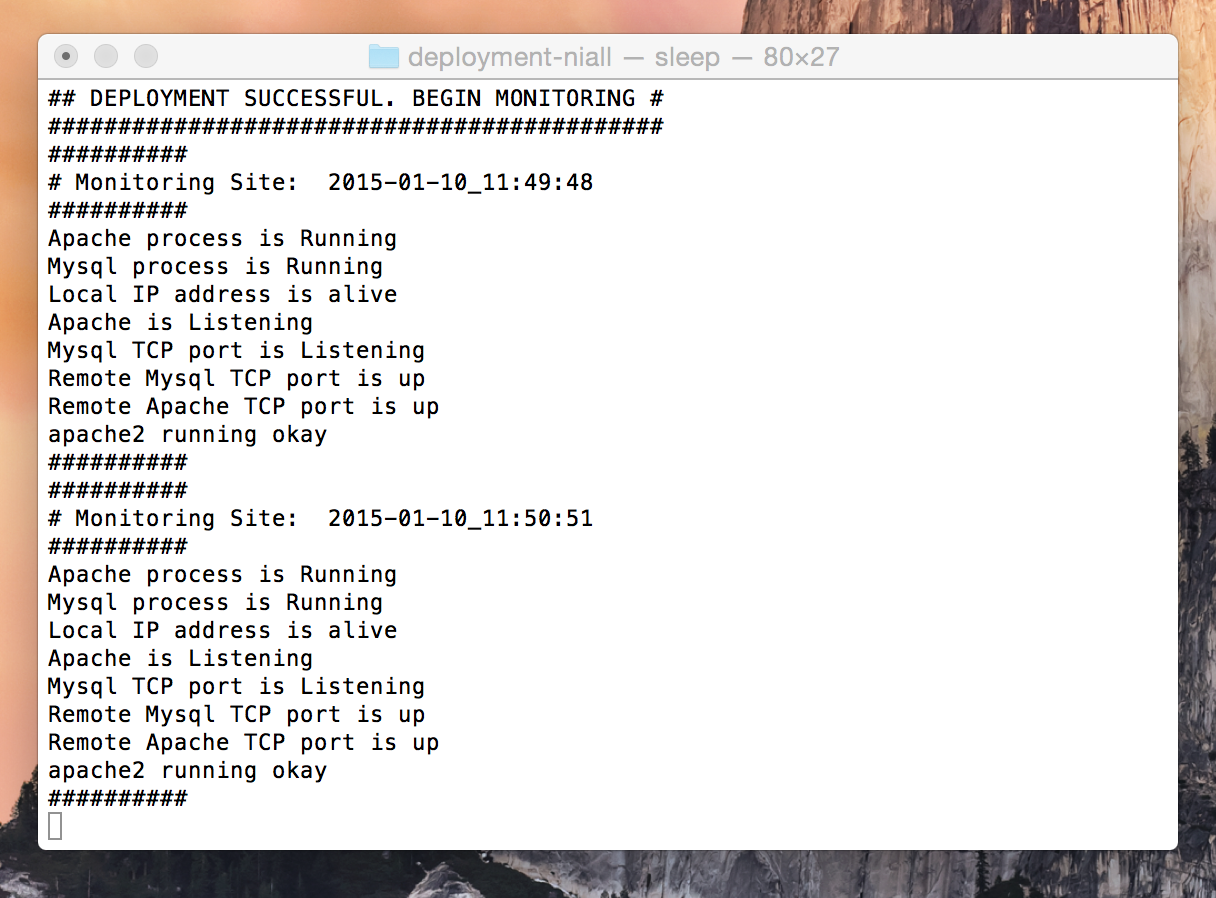 deployment-niall — sleep — 80×27
## DEPLOYMENT SUCCESSFUL. BEGIN MONITORING #
############################################
##########
# Monitoring Site:  2015-01-10_11:49:48
##########
Apache process is Running
Mysql process is Running
Local IP address is alive
Apache is Listening
Mysql TCP port is Listening
Remote Mysql TCP port is up
Remote Apache TCP port is up
apache2 running okay
##########
##########
# Monitoring Site:  2015-01-10_11:50:51
##########
Apache process is Running
Mysql process is Running
Local IP address is alive
Apache is Listening
Mysql TCP port is Listening
Remote Mysql TCP port is up
Remote Apache TCP port is up
apache2 running okay
##########